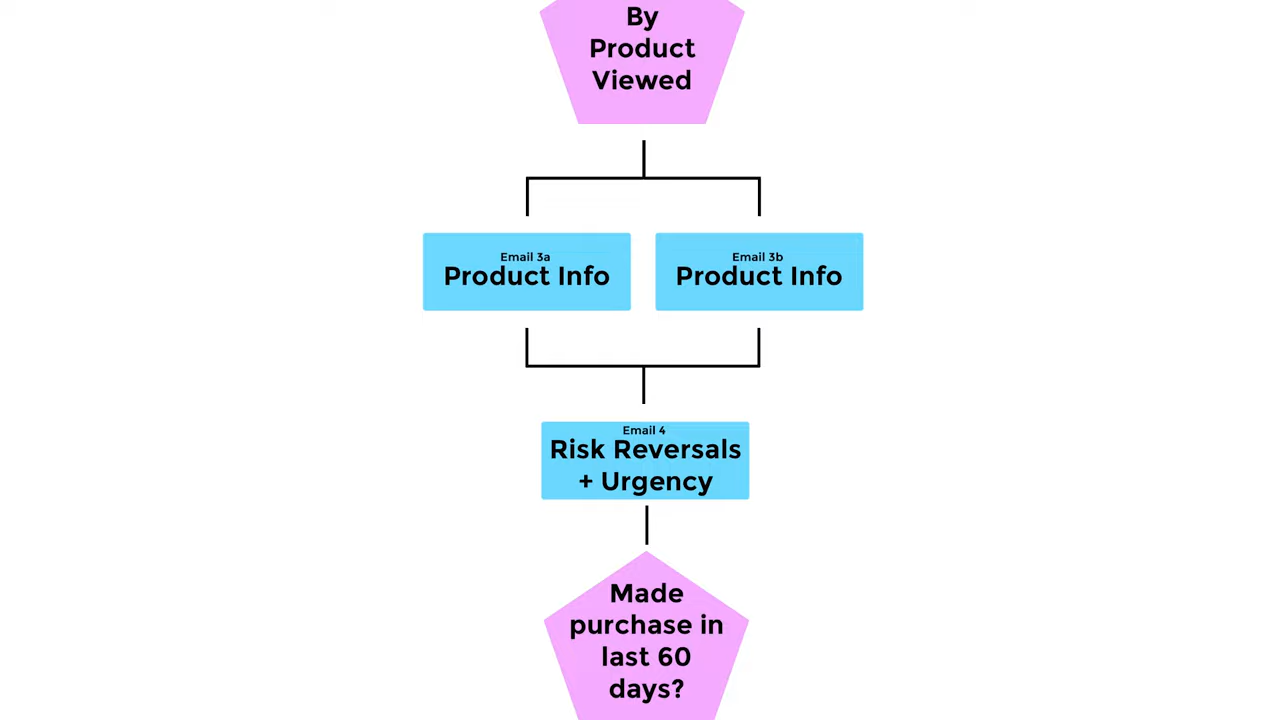 By
Product
Viewed
Email 3a
Product Info
Email 3b
Product Info
Email 4
Risk Reversals
+ Urgency
Made
purchase in
last 60
days?